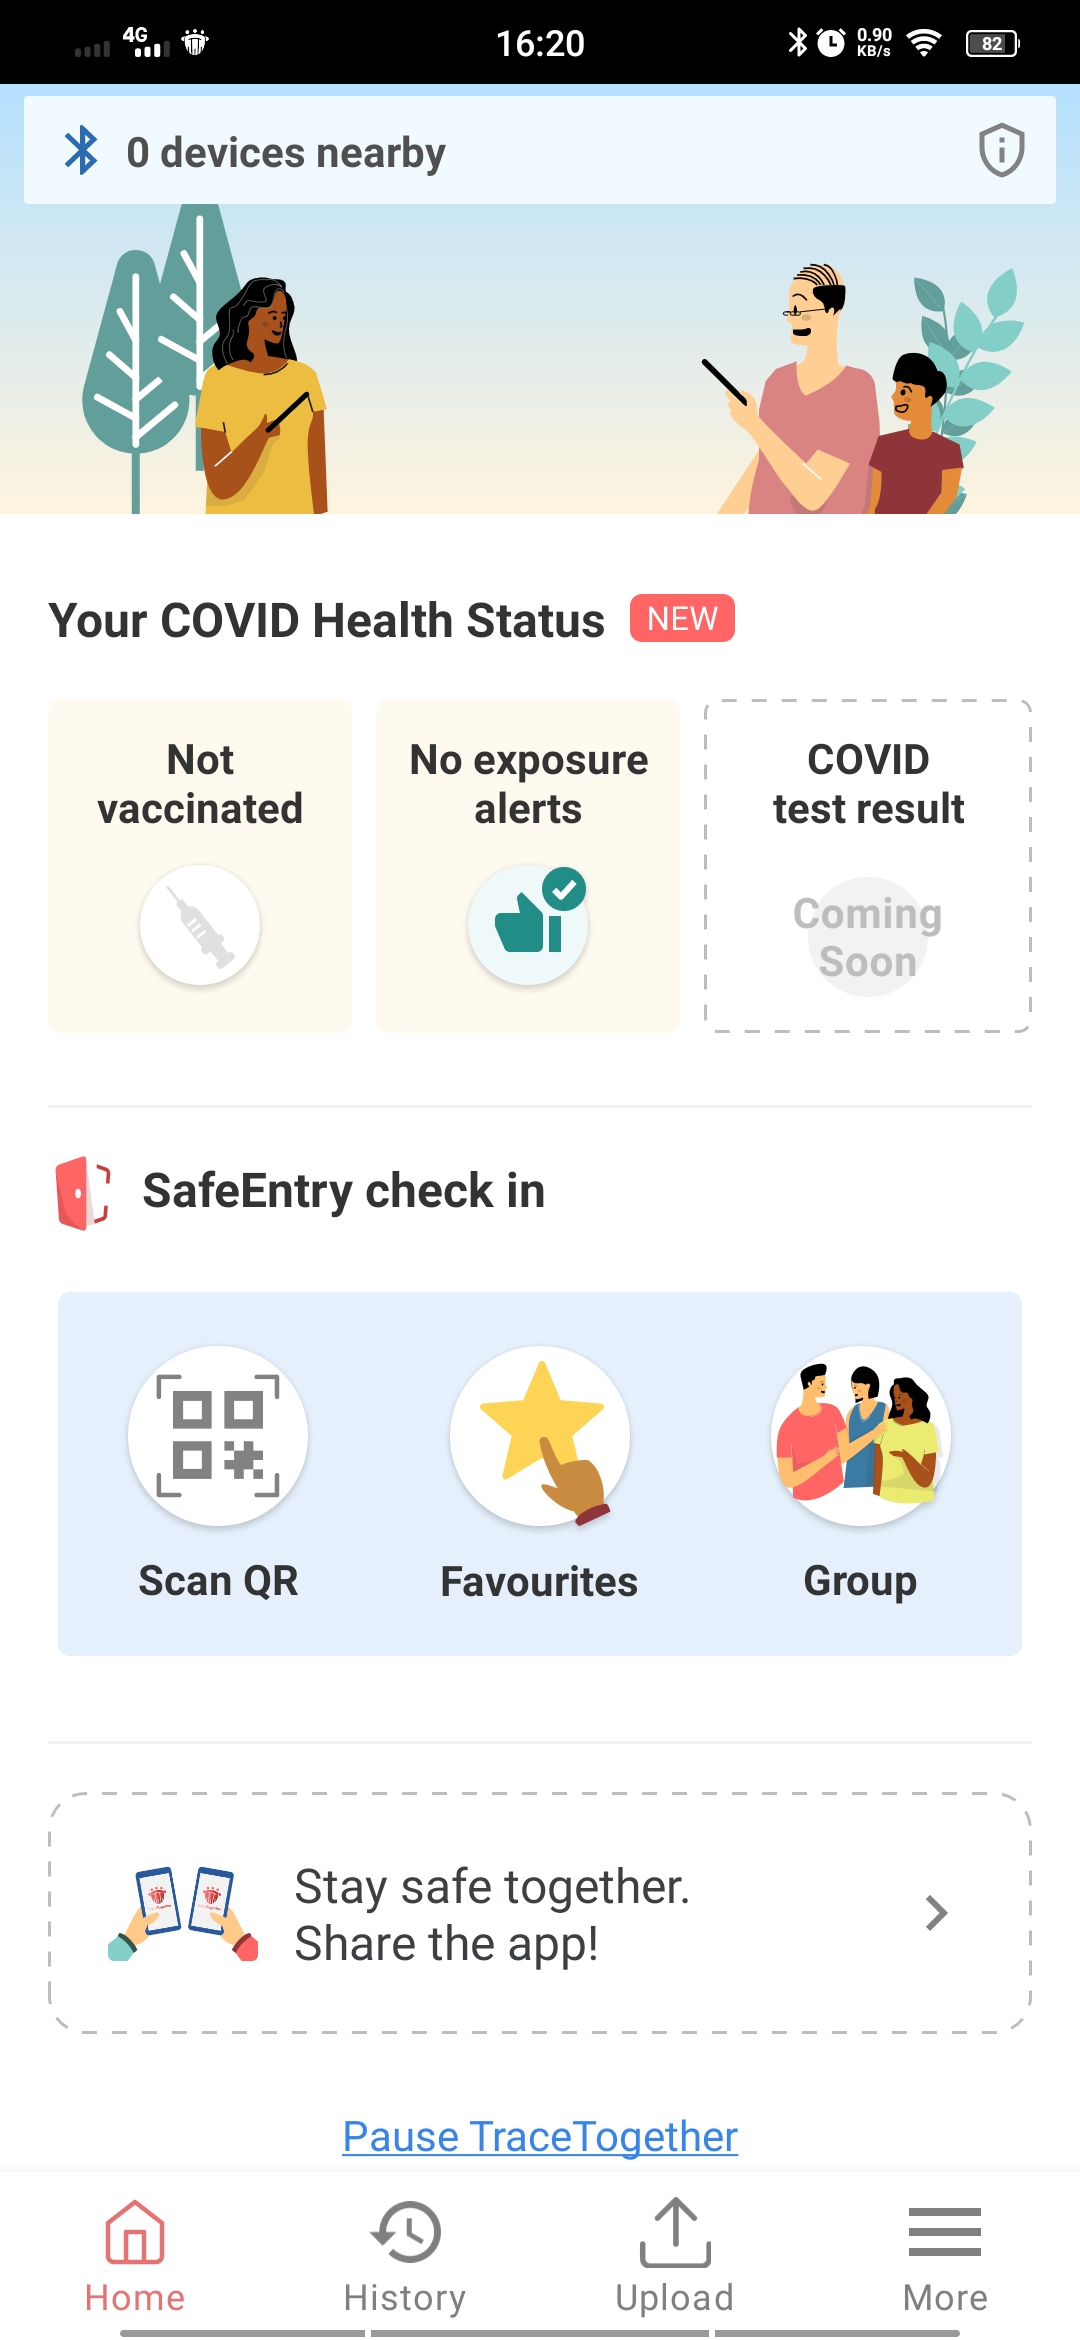 4G
16:20
0.90
KB/s
82
0 devices nearby
Your COVID Health Status NEW
Not
vaccinated
No exposure
alerts
COVID
test result
Coming
Soon
SafeEntry check in
Scan QR
Favourites
Group
Stay safe together.
Share the app!
Pause TraceTogether
Home
History
Upload
More